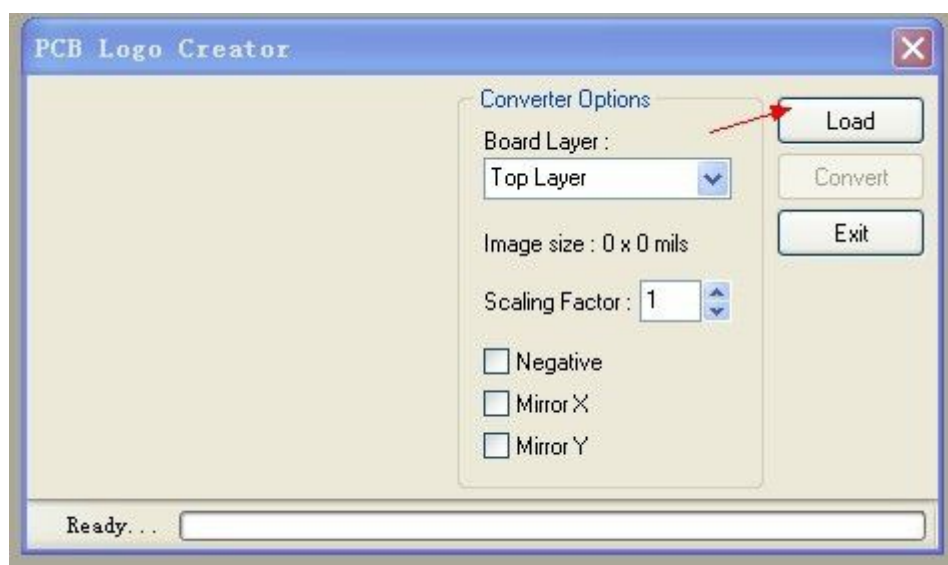 PCB Logo Creator
Converter Options
Board Layer :
Top Layer
Image size : 0 x 0 mils
Scaling Factor : 1
Negative
Mirror X
Mirror Y
Load
Convert
Exit
Ready...